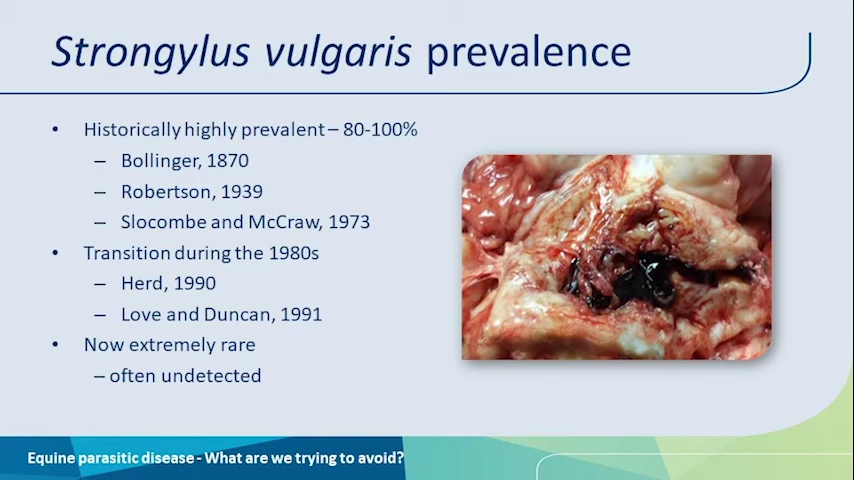 Strongylus vulgaris prevalence
• Historically highly prevalent – 80-100%
– Bollinger, 1870
– Robertson, 1939
– Slocombe and McCraw, 1973
• Transition during the 1980s
– Herd, 1990
– Love and Duncan, 1991
• Now extremely rare
– often undetected
Equine parasitic disease - What are we trying to avoid?